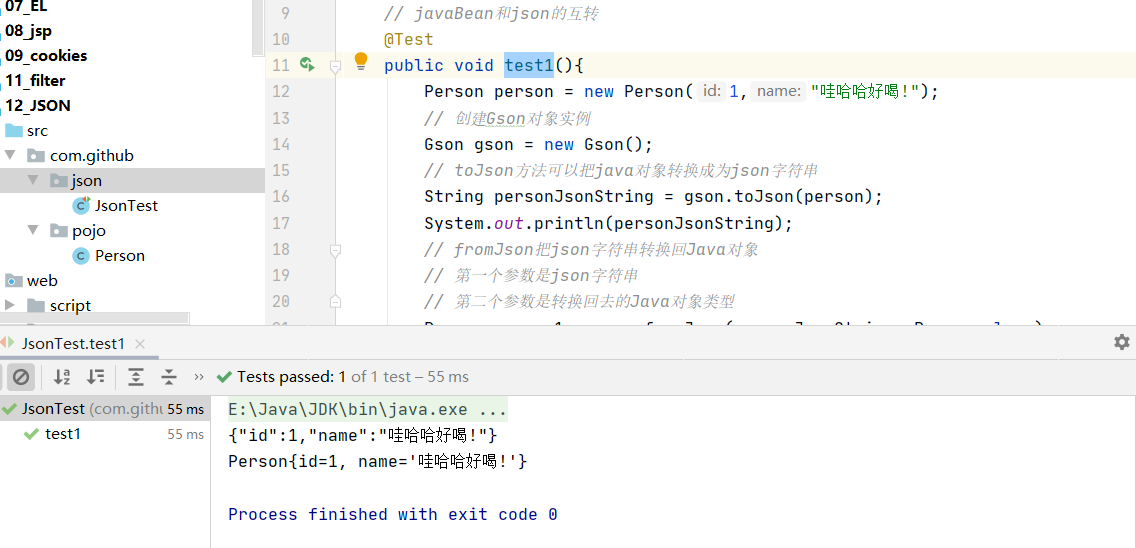 07_EL
08_jsp
09_cookies
11_filter
12_JSON
src
com.github
json
JsonTest
pojo
Person
web
script
9 // javaBean和json的互转
10 @Test
11 public void test1(){
12 Person person = new Person( id: 1, name: "哇哈哈好喝!");
13 // 创建Gson对象实例
14 Gson gson = new Gson();
15 // toJson方法可以把java对象转换成为json字符串
16 String personJsonString = gson.toJson(person);
17 System.out.println(personJsonString);
18 // fromJson把json字符串转换回Java对象
19 // 第一个参数是json字符串
20 // 第二个参数是转换回去的Java对象类型
JsonTest.test1
Tests passed: 1 of 1 test – 55 ms
JsonTest (com.githu 55 ms
test1 55 ms
E:\Java\JDK\bin\java.exe ...
{"id":1,"name":"哇哈哈好喝!"}
Person{id=1, name='哇哈哈好喝!'}
Process finished with exit code 0